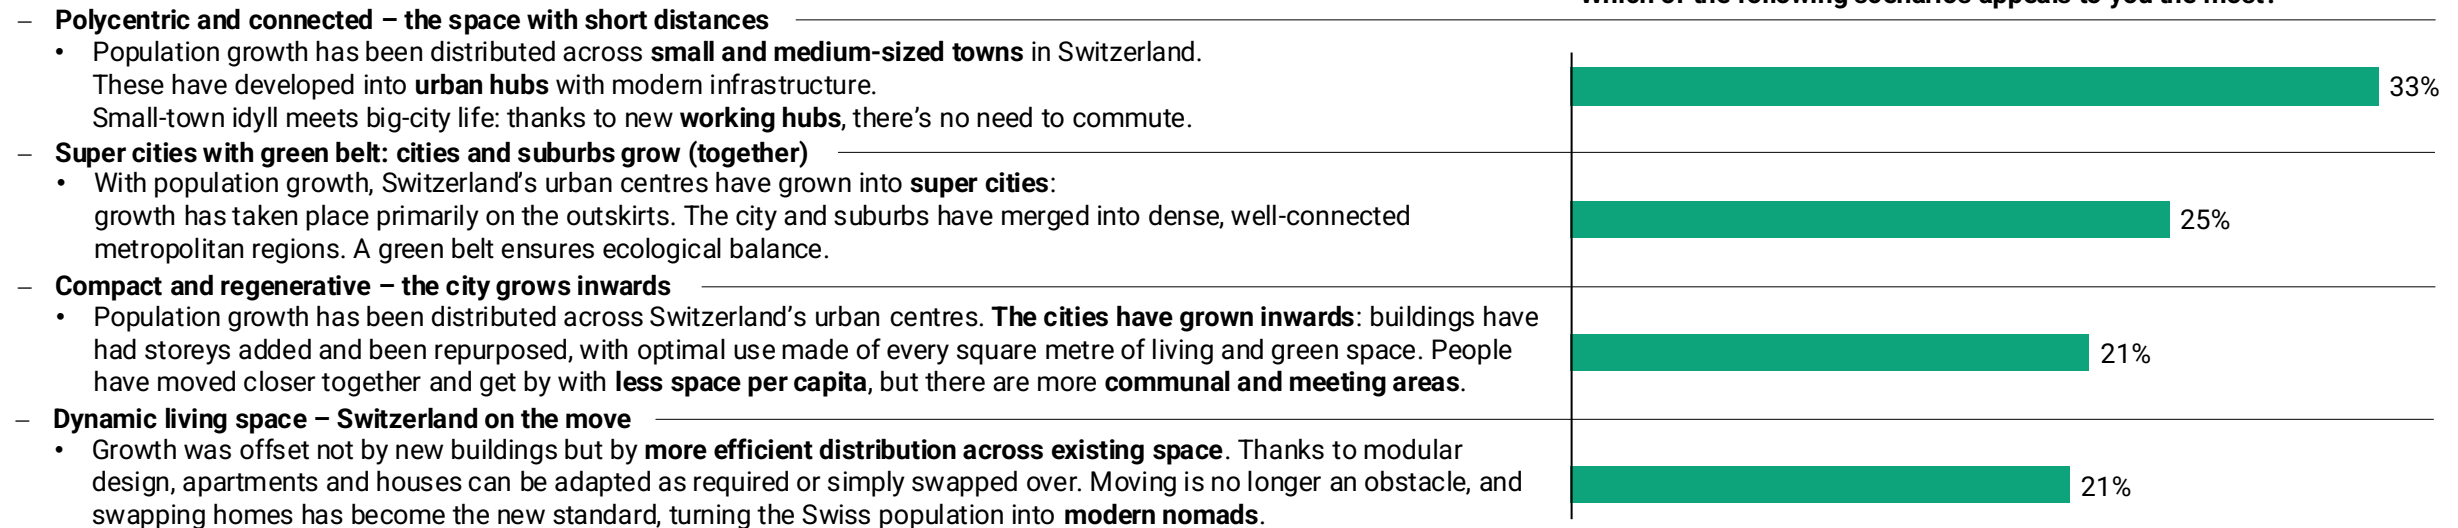 Which of the following scenarios appeals to you the most?
– Polycentric and connected – the space with short distances
• Population growth has been distributed across small and medium-sized towns in Switzerland.
These have developed into urban hubs with modern infrastructure.
Small-town idyll meets big-city life: thanks to new working hubs, there’s no need to commute.
33%
– Super cities with green belt: cities and suburbs grow (together)
• With population growth, Switzerland’s urban centres have grown into super cities:
growth has taken place primarily on the outskirts. The city and suburbs have merged into dense, well-connected
metropolitan regions. A green belt ensures ecological balance.
25%
– Compact and regenerative – the city grows inwards
• Population growth has been distributed across Switzerland’s urban centres. The cities have grown inwards: buildings have
had storeys added and been repurposed, with optimal use made of every square metre of living and green space. People
have moved closer together and get by with less space per capita, but there are more communal and meeting areas.
21%
– Dynamic living space – Switzerland on the move
• Growth was offset not by new buildings but by more efficient distribution across existing space. Thanks to modular
design, apartments and houses can be adapted as required or simply swapped over. Moving is no longer an obstacle, and
swapping homes has become the new standard, turning the Swiss population into modern nomads.
21%